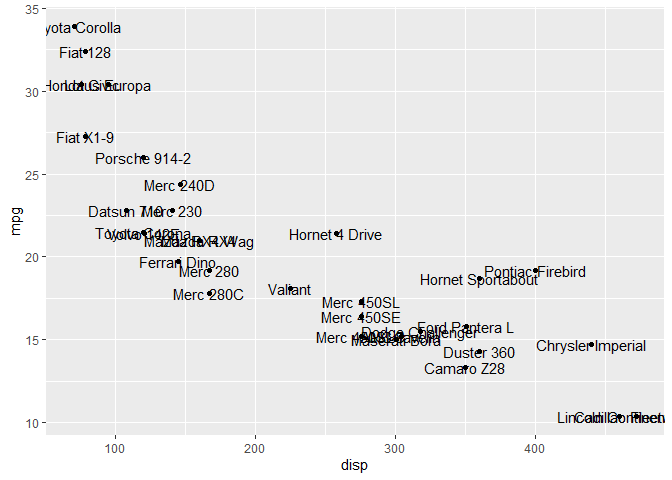 35
yota Corolla
Fiat 128
30
Europa
Fiat X1-9
Porsche 914-2
25
Merc 240D
Datsun 710
Merc 230
Hornet 4 Drive
Wag
mpg
20
Ferrari Dino
Merc 280
Pontiac Firebird
Hornet Sportabout
Valiant
Merc 280C
Merc 450SL
Merc 450SE
Ford Pantera L
Dodge Challenger
Merc
Maserati Bora
15
Chrysler Imperial
Duster 360
Camaro Z28
10
Lincoln
100
200
300
400
disp